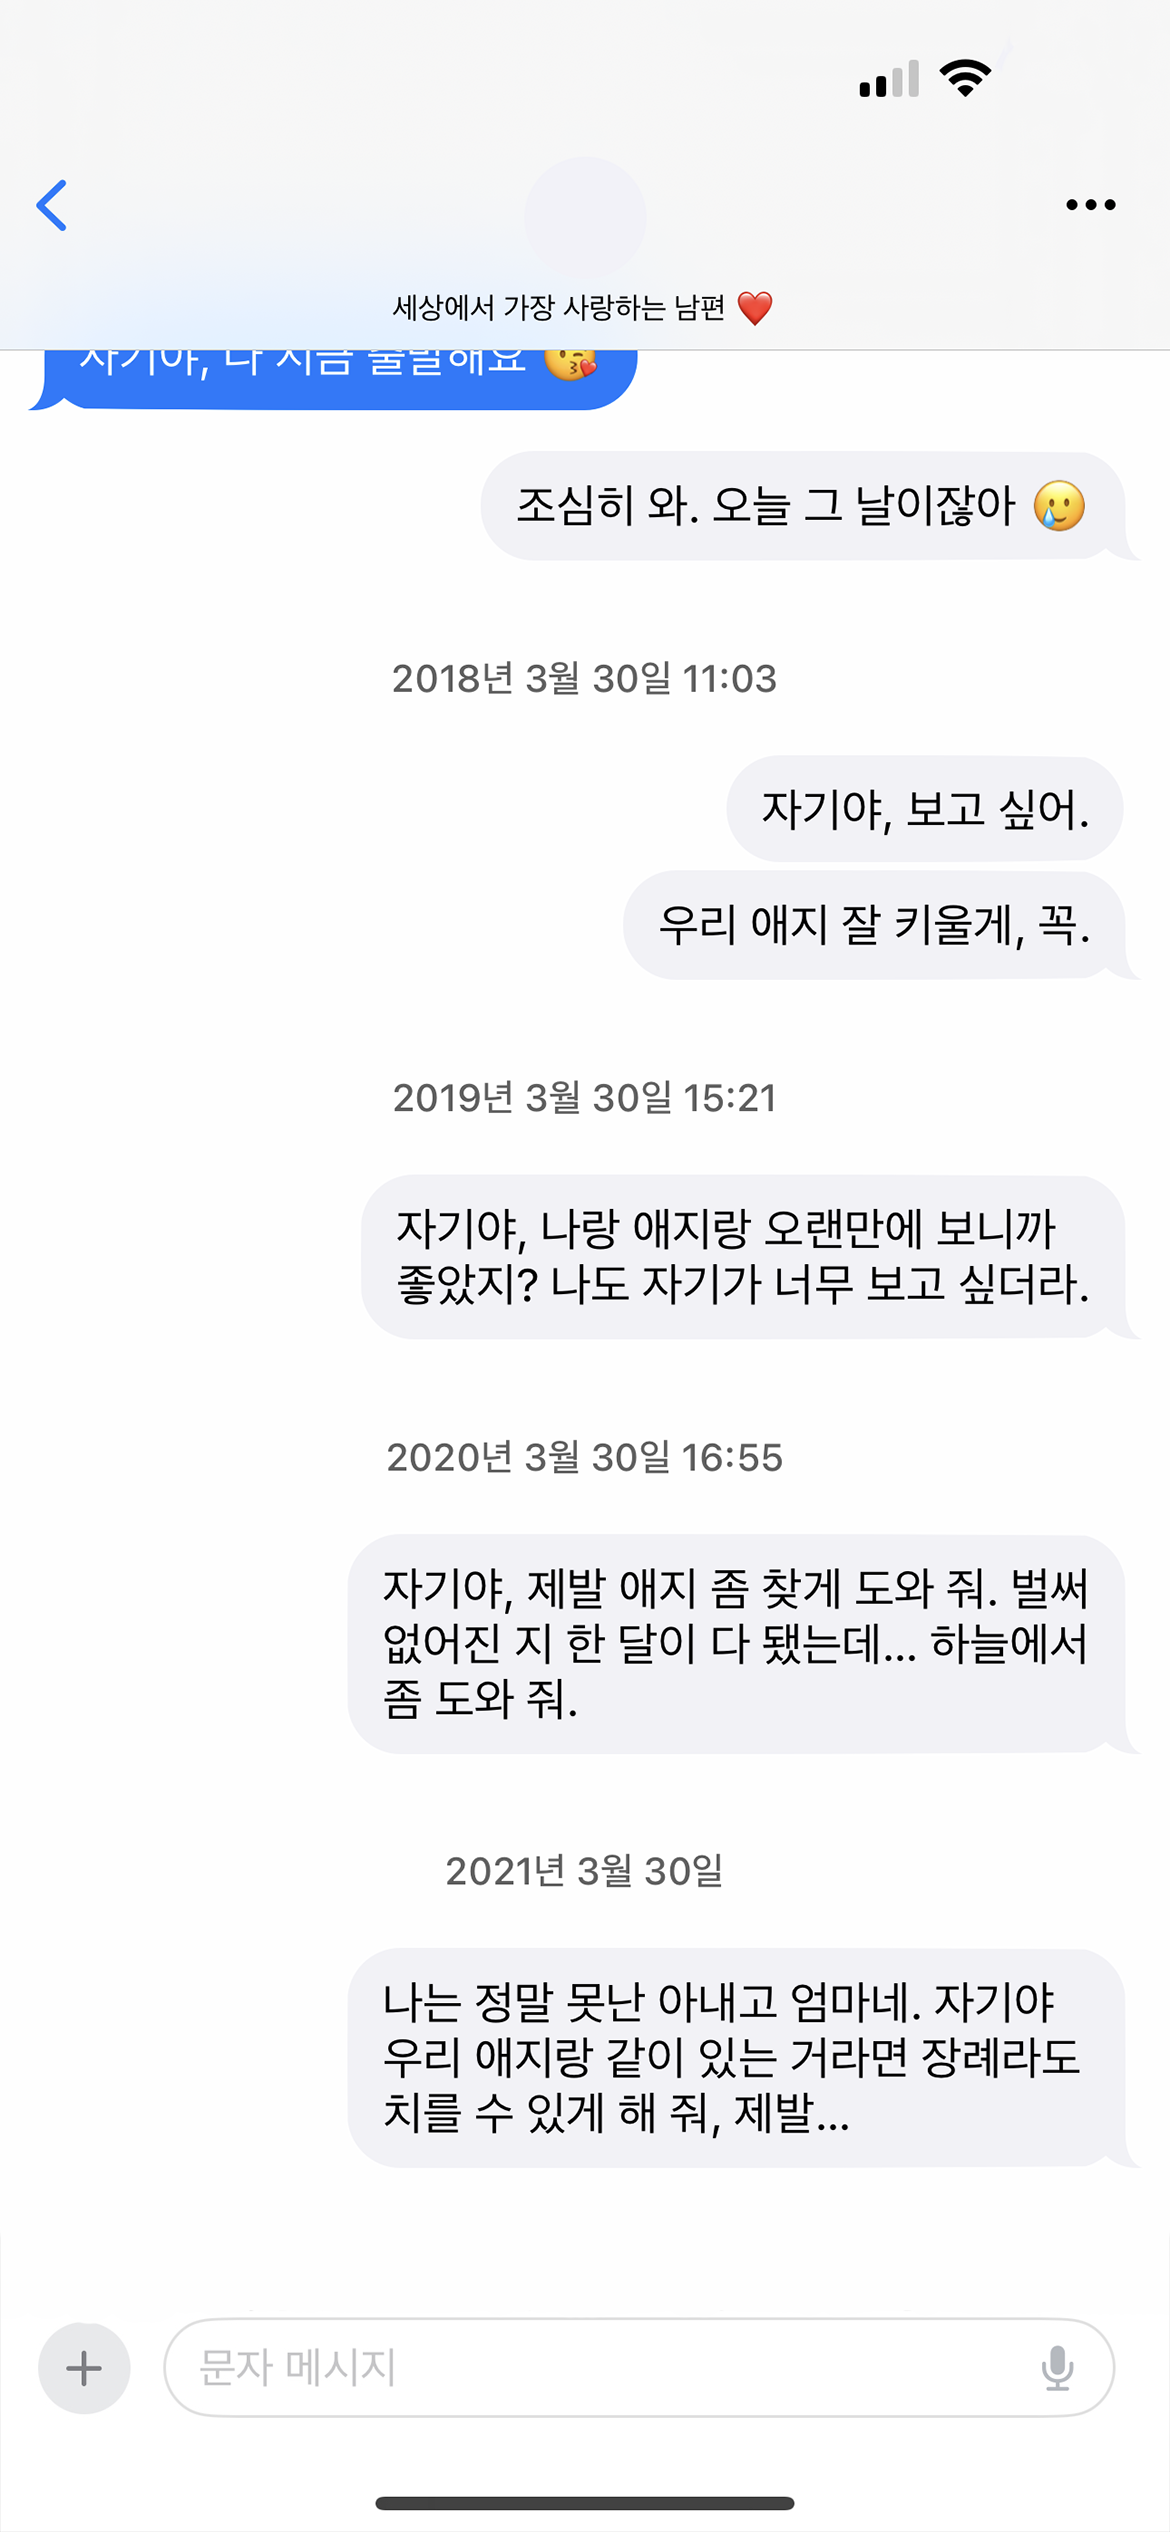 세상에서 가장 사랑하는 남편 ❤️
자기야, 나 지금 출발해요 😘
조심히 와. 오늘 그 날이잖아 🥲
2018년 3월 30일 11:03
자기야, 보고 싶어.
우리 애지 잘 키울게, 꼭.
2019년 3월 30일 15:21
자기야, 나랑 애지랑 오랜만에 보니까
좋았지? 나도 자기가 너무 보고 싶더라.
2020년 3월 30일 16:55
자기야, 제발 애지 좀 찾게 도와 줘. 벌써
없어진 지 한 달이 다 됐는데... 하늘에서
좀 도와 줘.
2021년 3월 30일
나는 정말 못난 아내고 엄마네. 자기야
우리 애지랑 같이 있는 거라면 장례라도
치를 수 있게 해 줘, 제발...
문자 메시지